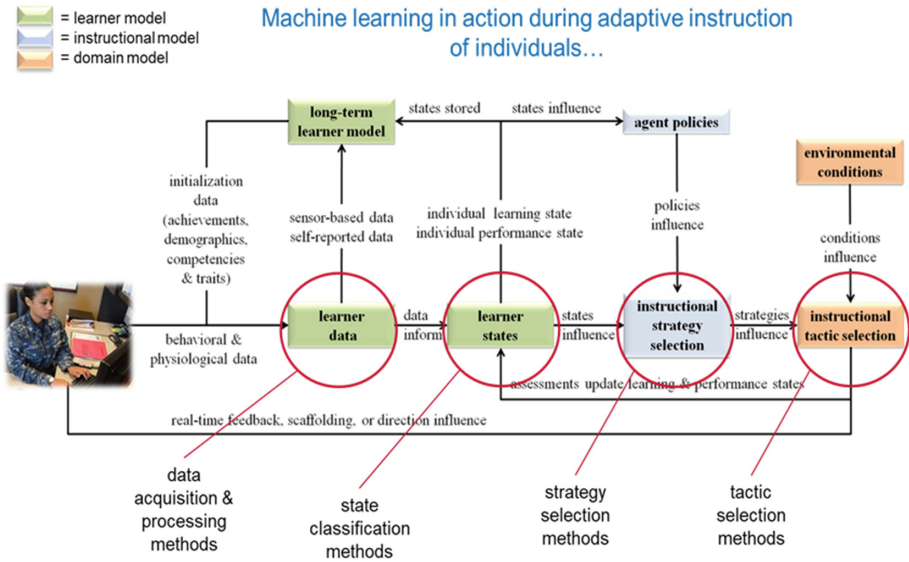 = learner model
= instructional model
= domain model
Machine learning in action during adaptive instruction
of individuals…
long-term
learner model
states stored
states influence
agent policies
environmental
conditions
initialization
data
(achievements,
demographics,
competencies
& traits)
sensor-based data
self-reported data
individual learning state
individual performance state
policies
influence
conditions
influence
behavioral &
physiological data
learner
data
data
inform
learner
states
states
influence
instructional
strategy
selection
strategies
influence
instructional
tactic selection
assessments update learning & performance states
real-time feedback, scaffolding, or direction influence
data
acquisition &
processing
methods
state
classification
methods
strategy
selection
methods
tactic
selection
methods